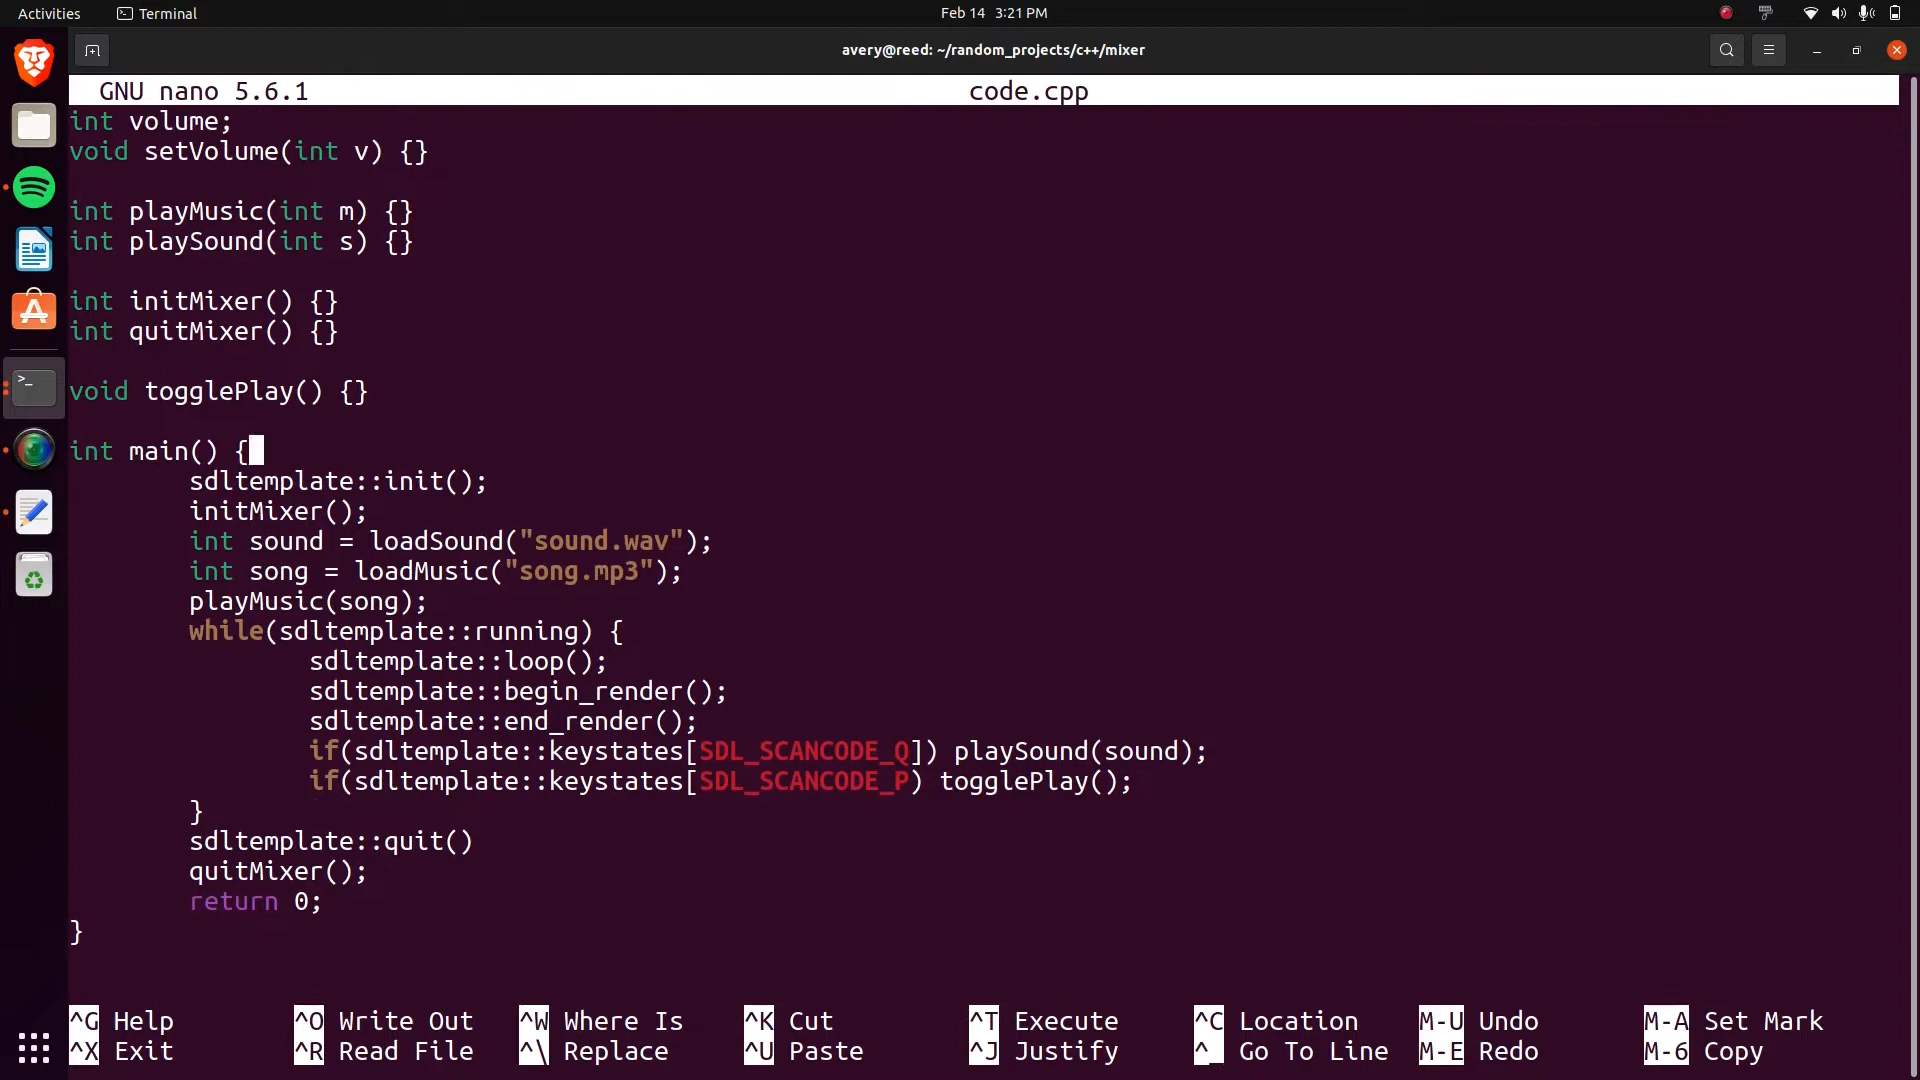 Activities Terminal Feb 14 3:21 PM
avery@reed: ~/random_projects/c++/mixer
GNU nano 5.6.1 code.cpp
int volume;
void setVolume(int v) {}
int playMusic(int m) {}
int playSound(int s) {}
int initMixer() {}
int quitMixer() {}
void togglePlay() {}
int main() {
sdltemplate::init();
initMixer();
int sound = loadSound("sound.wav");
int song = loadMusic("song.mp3");
playMusic(song);
while(sdltemplate::running) {
sdltemplate::loop();
sdltemplate::begin_render();
sdltemplate::end_render();
if(sdltemplate::keystates[SDL_SCANCODE_Q]) playSound(sound);
if(sdltemplate::keystates[SDL_SCANCODE_P) togglePlay();
}
sdltemplate::quit()
quitMixer();
return 0;
}
^G Help ^O Write Out ^W Where Is ^K Cut ^T Execute ^C Location M-U Undo M-A Set Mark
^X Exit ^R Read File ^\ Replace ^U Paste ^J Justify ^_ Go To Line M-E Redo M-6 Copy